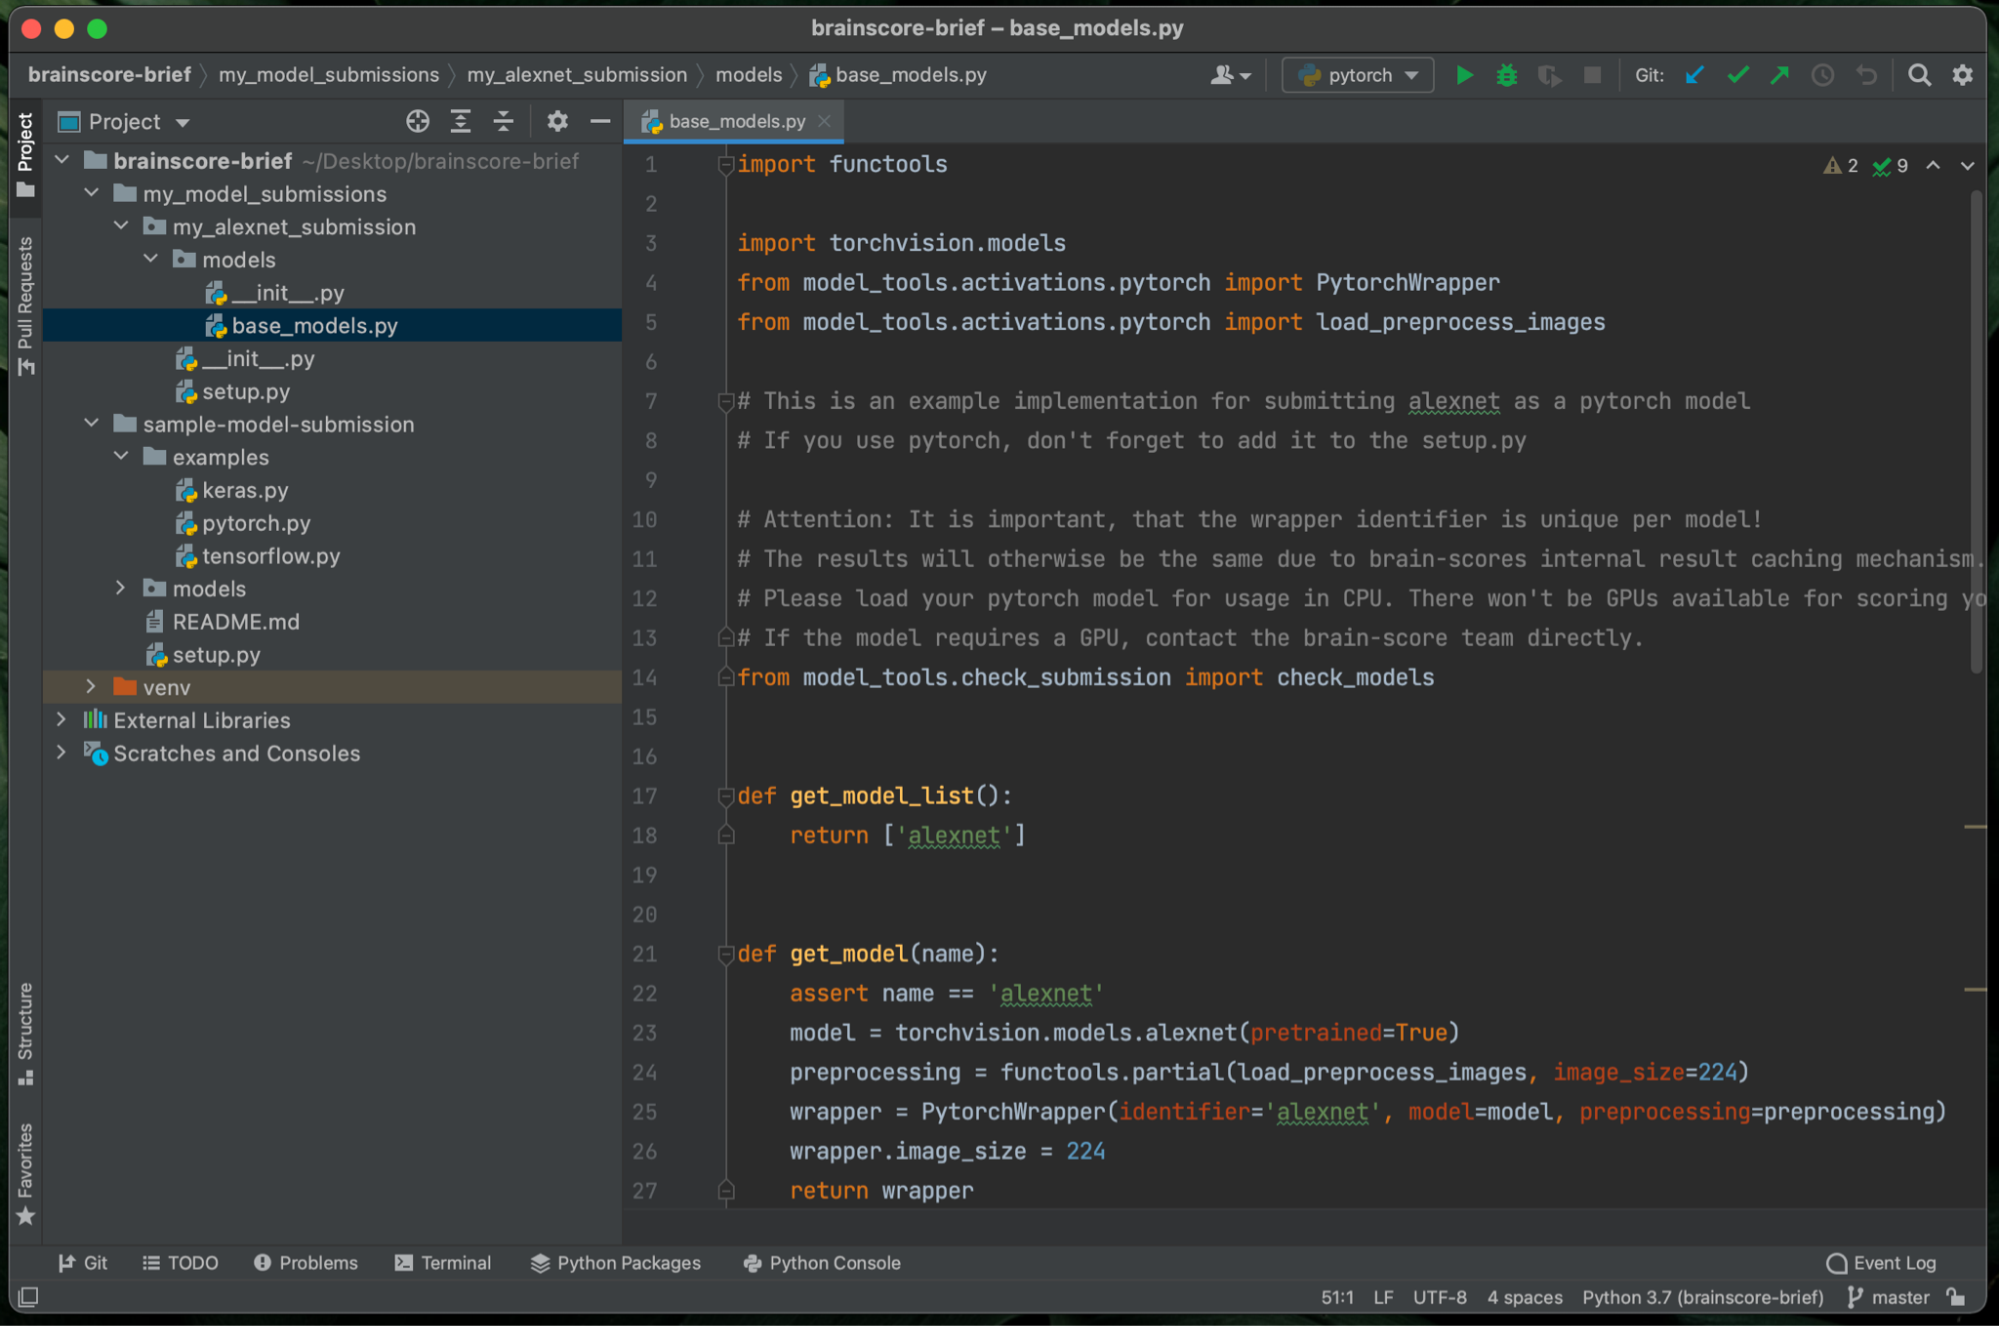 brainscore-brief – base_models.py
brainscore-brief
my_model_submissions
my_alexnet_submission
models
base_models.py
pytorch
Git:
Project
Project
Pull Requests
Structure
Favorites
brainscore-brief ~/Desktop/brainscore-brief
my_model_submissions
my_alexnet_submission
models
__init__.py
base_models.py
__init__.py
setup.py
sample-model-submission
examples
keras.py
pytorch.py
tensorflow.py
models
README.md
setup.py
venv
External Libraries
Scratches and Consoles
base_models.py
2 9
1 import functools
2
3 import torchvision.models
4 from model_tools.activations.pytorch import PytorchWrapper
5 from model_tools.activations.pytorch import load_preprocess_images
6
7 # This is an example implementation for submitting alexnet as a pytorch model
8 # If you use pytorch, don't forget to add it to the setup.py
9
10 # Attention: It is important, that the wrapper identifier is unique per model!
11 # The results will otherwise be the same due to brain-scores internal result caching mechanism.
12 # Please load your pytorch model for usage in CPU. There won't be GPUs available for scoring yo
13 # If the model requires a GPU, contact the brain-score team directly.
14 from model_tools.check_submission import check_models
15
16
17 def get_model_list():
18     return ['alexnet']
19
20
21 def get_model(name):
22     assert name == 'alexnet'
23     model = torchvision.models.alexnet(pretrained=True)
24     preprocessing = functools.partial(load_preprocess_images, image_size=224)
25     wrapper = PytorchWrapper(identifier='alexnet', model=model, preprocessing=preprocessing)
26     wrapper.image_size = 224
27     return wrapper
Git
TODO
Problems
Terminal
Python Packages
Python Console
Event Log
51:1 LF UTF-8 4 spaces Python 3.7 (brainscore-brief) master